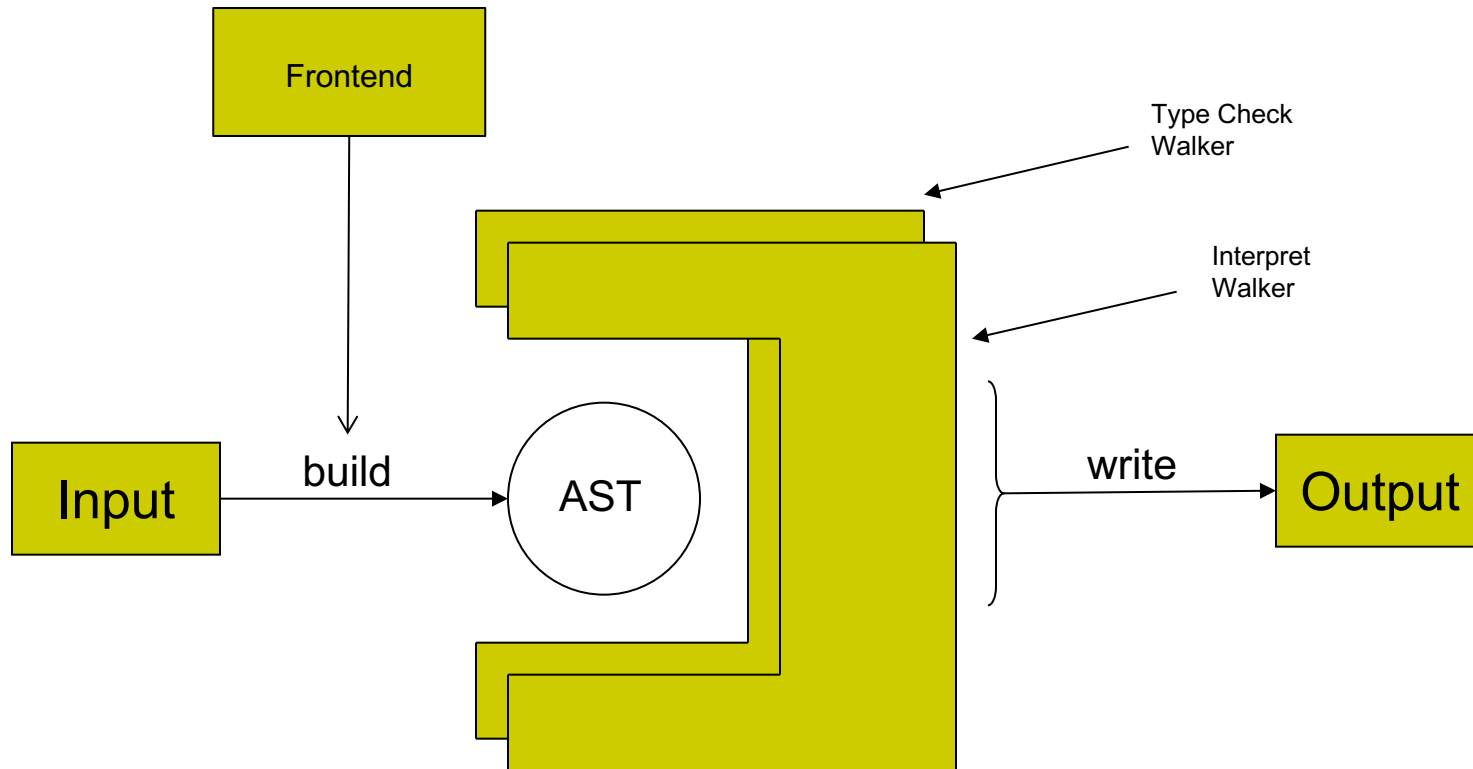 Frontend
Type Check
Walker
Interpret
Walker
Input
build
AST
write
Output